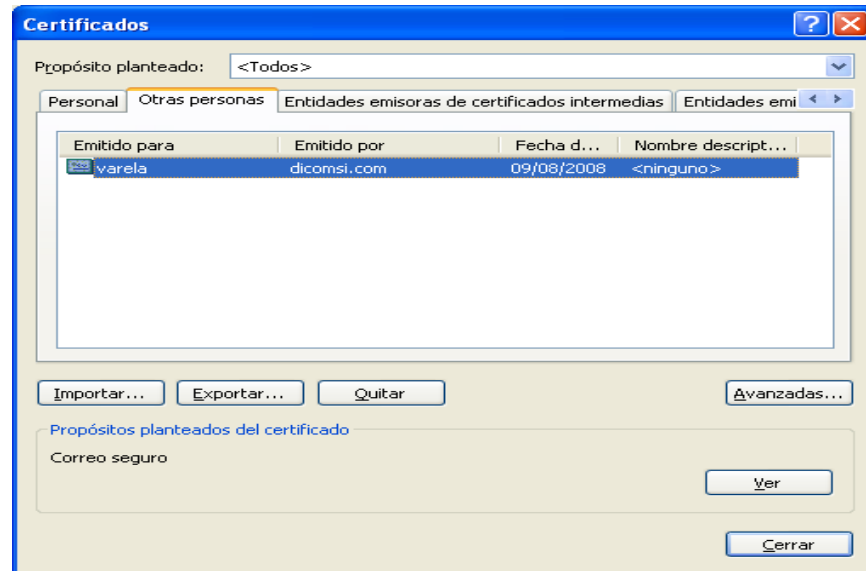 Certificados
Propósito planteado: <Todos>
Personal Otras personas Entidades emisoras de certificados intermedias Entidades emi
Emitido para Emitido por Fecha d... Nombre descript...
varela dicomsi.com 09/08/2008 <ninguno>
Importar... Exportar... Quitar Avanzadas...
Propósitos planteados del certificado
Correo seguro
Ver
Cerrar